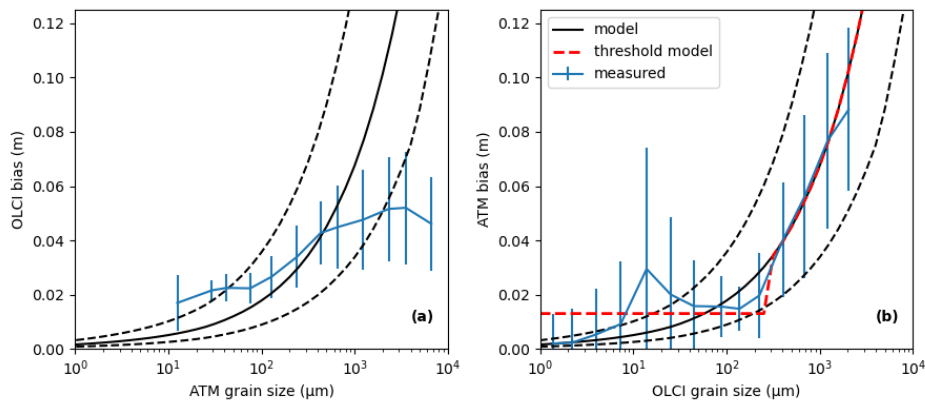 0.12
0.10
0.08
0.06
0.04
0.02
0.00
OLCI bias (m)
(a)
10⁰ 10¹ 10² 10³ 10⁴
ATM grain size (μm)
0.12
0.10
0.08
0.06
0.04
0.02
0.00
ATM bias (m)
model
threshold model
measured
(b)
10⁰ 10¹ 10² 10³ 10⁴
OLCI grain size (μm)